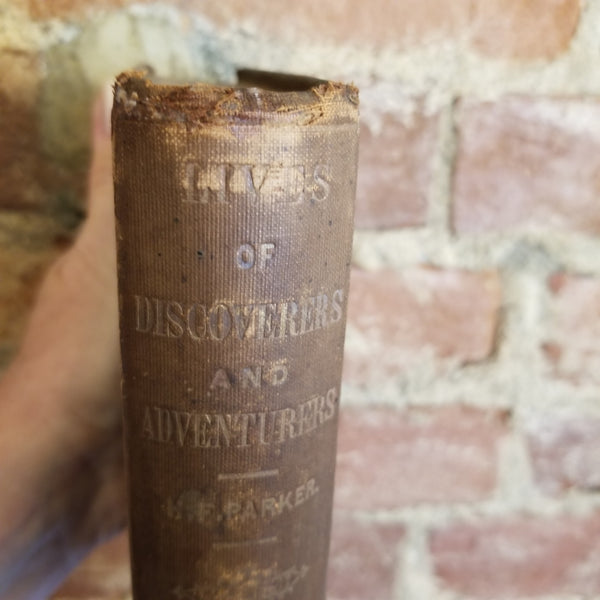 LIVES
OF
DISCOVERERS
AND
ADVENTURERS
PARKER.